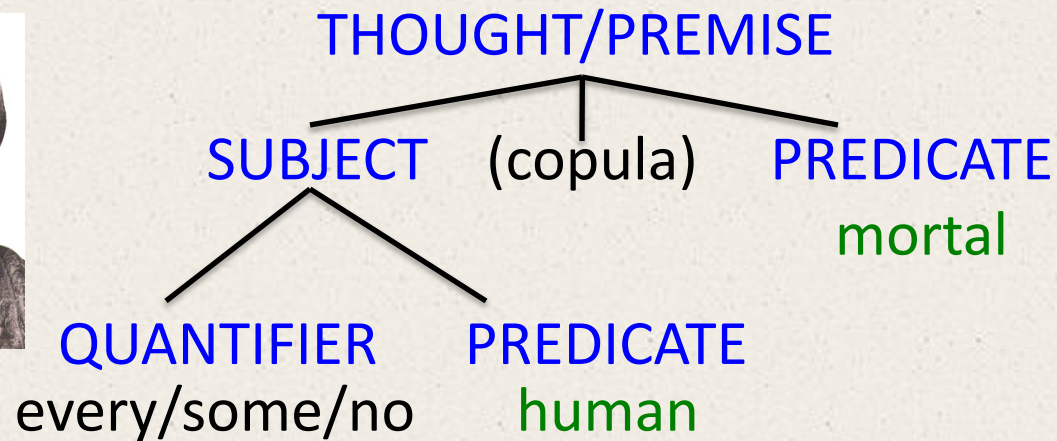 THOUGHT/PREMISE
SUBJECT (copula) PREDICATE
mortal
QUANTIFIER PREDICATE
every/some/no human